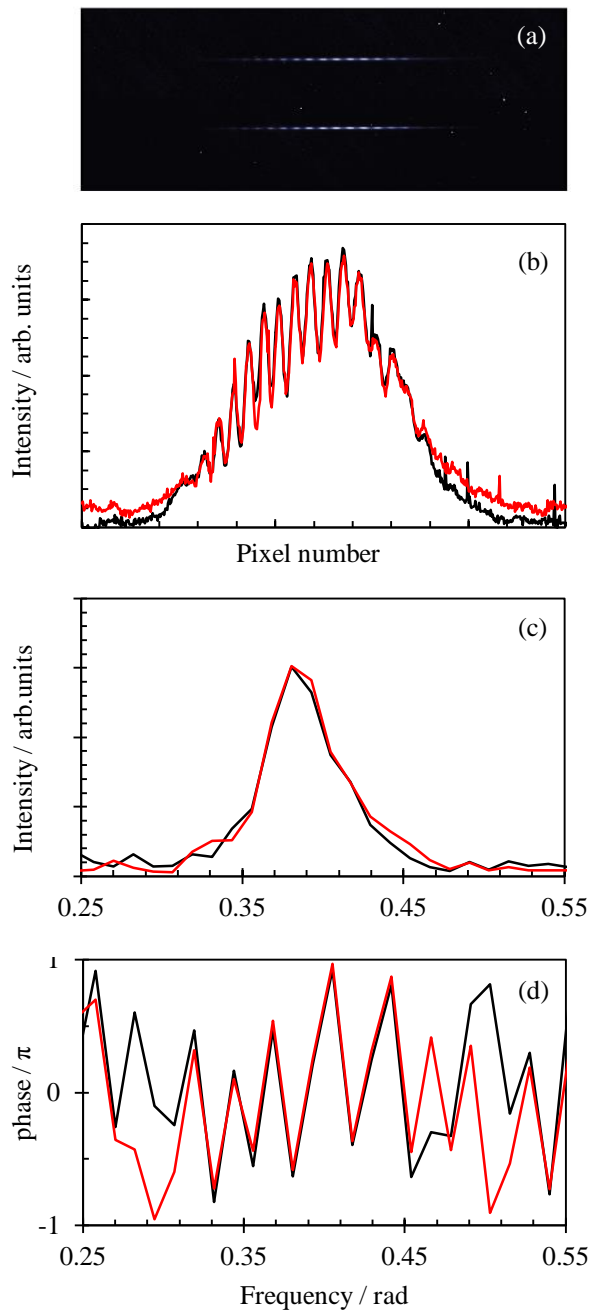 (a)
Intensity / arb. units
(b)
Pixel number
Intensity / arb.units
(c)
0.25 0.35 0.45 0.55
phase / π
1
(d)
0
-1
0.25 0.35 0.45 0.55
Frequency / rad